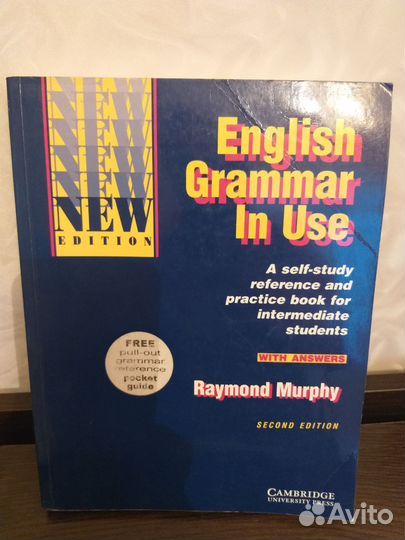 NEW
NEW
NEW
NEW
NEW
EDITION
English
Grammar
In Use
A self-study
reference and
practice book for
intermediate
students
WITH ANSWERS
FREE
pull-out
grammar
reference
pocket
guide
Raymond Murphy
SECOND EDITION
CAMBRIDGE
UNIVERSITY PRESS
Avito